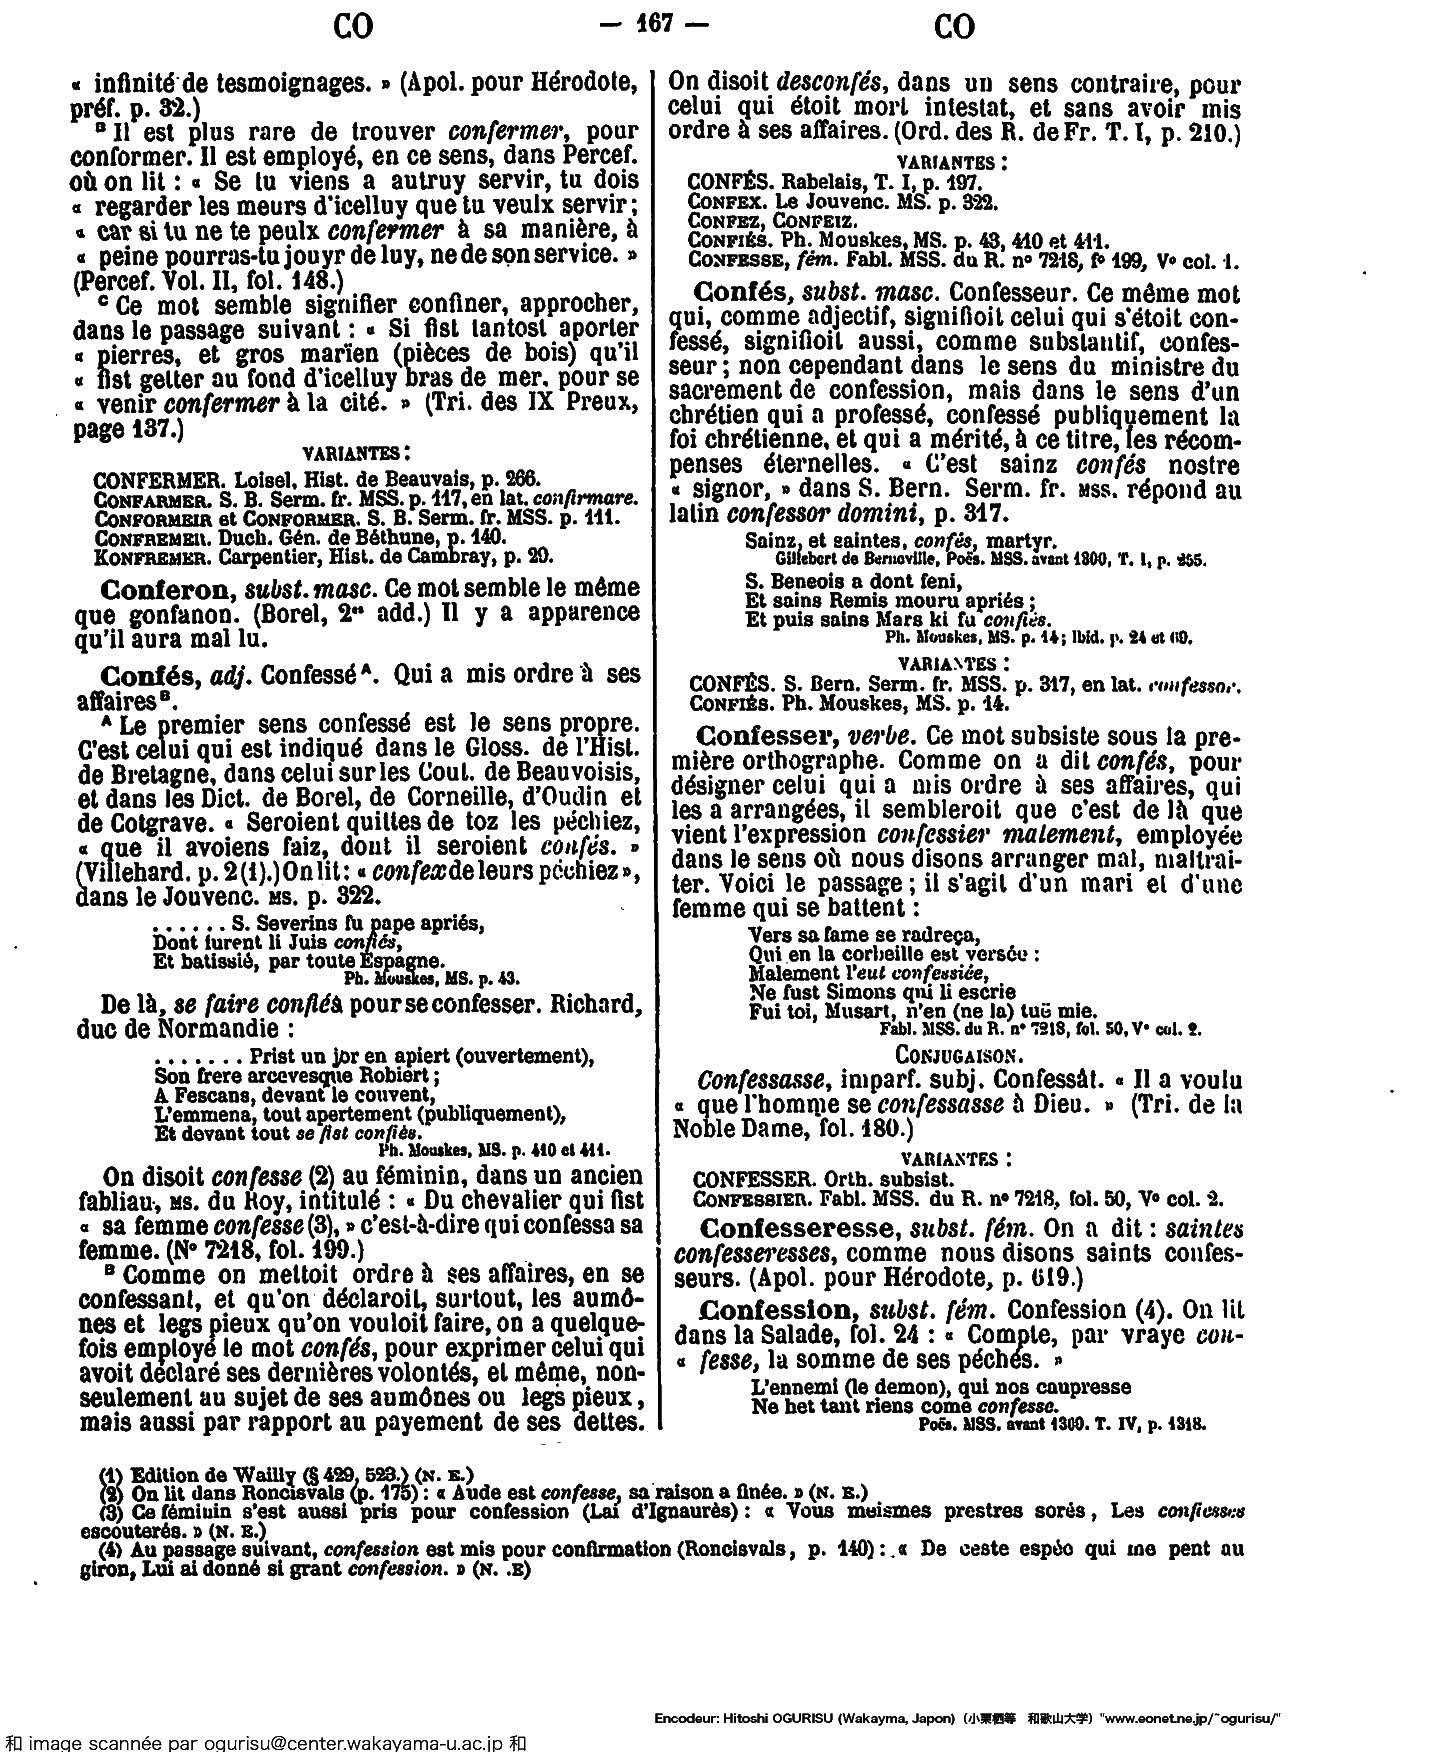 CO — 167 — CO
« infinité de tesmoignages. » (Apol. pour Hérodote,
préf. p. 32.)
ᴮ Il est plus rare de trouver confermer, pour
conformer. Il est employé, en ce sens, dans Percef.
où on lit : « Se tu viens a autruy servir, tu dois
« regarder les meurs d'icelluy que tu veulx servir ;
« car si tu ne te peulx confermer à sa manière, à
« peine pourras-tu jouyr de luy, ne de son service. »
(Percef. Vol. II, fol. 148.)
ᶜ Ce mot semble signifier confiner, approcher,
dans le passage suivant : « Si fist tantost aporter
« pierres, et gros marien (pièces de bois) qu'il
« fist getter au fond d'icelluy bras de mer, pour se
« venir confermer à la cité. » (Tri. des IX Preux,
page 137.)
VARIANTES :
CONFERMER. Loisel, Hist. de Beauvais, p. 266.
CONFARMER. S. B. Serm. fr. MSS. p. 117, en lat. confirmare.
CONFORMEIR et CONFORMER. S. B. Serm. fr. MSS. p. 111.
CONFREMER. Duch. Gén. de Béthune, p. 140.
KONFREMER. Carpentier, Hist. de Cambray, p. 20.
Conferon, subst. masc. Ce mot semble le même
que gonfanon. (Borel, 2ᵉˢ add.) Il y a apparence
qu'il aura mal lu.
Confés, adj. Confessé ᴬ. Qui a mis ordre à ses
affaires ᴮ.
ᴬ Le premier sens confessé est le sens propre.
C'est celui qui est indiqué dans le Gloss. de l'Hist.
de Bretagne, dans celui sur les Cout. de Beauvoisis,
et dans les Dict. de Borel, de Corneille, d'Oudin et
de Cotgrave. « Seroient quittes de toz les péchiez,
« que il avoiens faiz, dont il seroient confés. »
(Villehard. p. 2 (1).) On lit : « confex de leurs péchiez »,
dans le Jouvenc. MS. p. 322.
. . . . . . S. Severins fu pape apriés,
Dont furent li Juis confiés,
Et batissié, par toute Espagne.
Ph. Mouskes, MS. p. 43.
De là, se faire confiés pour se confesser. Richard,
duc de Normandie :
. . . . . . . Prist un jor en apiert (ouvertement),
Son frere arcevesque Robiert ;
A Fescans, devant le couvent,
L'emmena, tout apertement (publiquement),
Et devant tout se fist confiès.
Ph. Mouskes, MS. p. 410 et 411.
On disoit confesse (2) au féminin, dans un ancien
fabliau, MS. du Roy, intitulé : « Du chevalier qui fist
« sa femme confesse (3), » c'est-à-dire qui confessa sa
femme. (N° 7218, fol. 199.)
ᴮ Comme on mettoit ordre à ses affaires, en se
confessant, et qu'on déclaroit, surtout, les aumô-
nes et legs pieux qu'on vouloit faire, on a quelque-
fois employé le mot confés, pour exprimer celui qui
avoit déclaré ses dernières volontés, et même, non-
seulement au sujet de ses aumônes ou legs pieux,
mais aussi par rapport au payement de ses dettes.
On disoit desconfés, dans un sens contraire, pour
celui qui étoit mort intestat, et sans avoir mis
ordre à ses affaires. (Ord. des R. de Fr. T. I, p. 210.)
VARIANTES :
CONFÉS. Rabelais, T. I, p. 197.
CONFEX. Le Jouvenc. MS. p. 322.
CONFEZ, CONFEIZ.
CONFIÉS. Ph. Mouskes, MS. p. 43, 410 et 411.
CONFESSE, fém. Fabl. MSS. du R. n° 7218, f° 199, V° col. 1.
Confés, subst. masc. Confesseur. Ce même mot
qui, comme adjectif, signifioit celui qui s'étoit con-
fessé, signifioit aussi, comme substantif, confes-
seur ; non cependant dans le sens du ministre du
sacrement de confession, mais dans le sens d'un
chrétien qui a professé, confessé publiquement la
foi chrétienne, et qui a mérité, à ce titre, les récom-
penses éternelles. « C'est sainz confés nostre
« signor, » dans S. Bern. Serm. fr. MSS. répond au
latin confessor domini, p. 317.
Sainz, et saintes, confés, martyr.
Gillebert de Bernoville, Poës. MSS. avant 1300, T. I, p. 255.
S. Beneois a dont feni,
Et sains Remis mouru apriés ;
Et puis sains Mars ki fu confiés.
Ph. Mouskes, MS. p. 14 ; Ibid. p. 24 et 69.
VARIANTES :
CONFÉS. S. Bern. Serm. fr. MSS. p. 317, en lat. confessor.
CONFIÉS. Ph. Mouskes, MS. p. 14.
Confesser, verbe. Ce mot subsiste sous la pre-
mière orthographe. Comme on a dit confés, pour
désigner celui qui a mis ordre à ses affaires, qui
les a arrangées, il sembleroit que c'est de là que
vient l'expression confessier malement, employée
dans le sens où nous disons arranger mal, maltrai-
ter. Voici le passage ; il s'agit d'un mari et d'une
femme qui se battent :
Vers sa fame se radreça,
Qui en la corbeille est versée :
Malement l'eut confessiée,
Ne fust Simons qui li escrie
Fui toi, Musart, n'en (ne la) tuë mie.
Fabl. MSS. du R. n° 7218, fol. 50, V° col. 2.
CONJUGAISON.
Confessasse, imparf. subj. Confessât. « Il a voulu
« que l'homme se confessasse à Dieu. » (Tri. de la
Noble Dame, fol. 180.)
VARIANTES :
CONFESSER. Orth. subsist.
CONFESSIER. Fabl. MSS. du R. n° 7218, fol. 50, V° col. 2.
Confesseresse, subst. fém. On a dit : saintes
confesseresses, comme nous disons saints confes-
seurs. (Apol. pour Hérodote, p. 619.)
Confession, subst. fém. Confession (4). On lit
dans la Salade, fol. 24 : « Compte, par vraye con-
« fesse, la somme de ses péchés. »
L'ennemi (le demon), qui nos caupresse
Ne het tant riens come confesse.
Poës. MSS. avant 1300. T. IV, p. 1318.
(1) Edition de Wailly (§ 429, 523.) (N. E.)
(2) On lit dans Roncisvals (p. 175) : « Aude est confesse, sa raison a finée. » (N. E.)
(3) Ce féminin s'est aussi pris pour confession (Lai d'Ignaurès) : « Vous meismes prestres sorés, Les confiesses
escouterés. » (N. E.)
(4) Au passage suivant, confession est mis pour confirmation (Roncisvals, p. 140) : « De ceste espée qui me pent au
giron, Lui ai donné si grant confession. » (N. .E)
Encodeur: Hitoshi OGURISU (Wakayma, Japon) (小栗栖等 和歌山大学) "www.eonet.ne.jp/~ogurisu/"
和 image scannée par ogurisu@center.wakayama-u.ac.jp 和